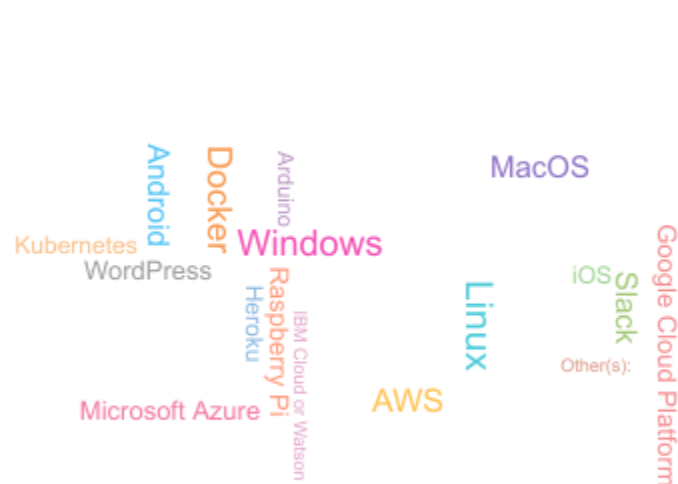 Android
Docker
Arduino
MacOS
Kubernetes
Windows
WordPress
Google Cloud Platform
iOS
Slack
Raspberry Pi
Heroku
Linux
IBM Cloud or Watson
Other(s):
Microsoft Azure
AWS